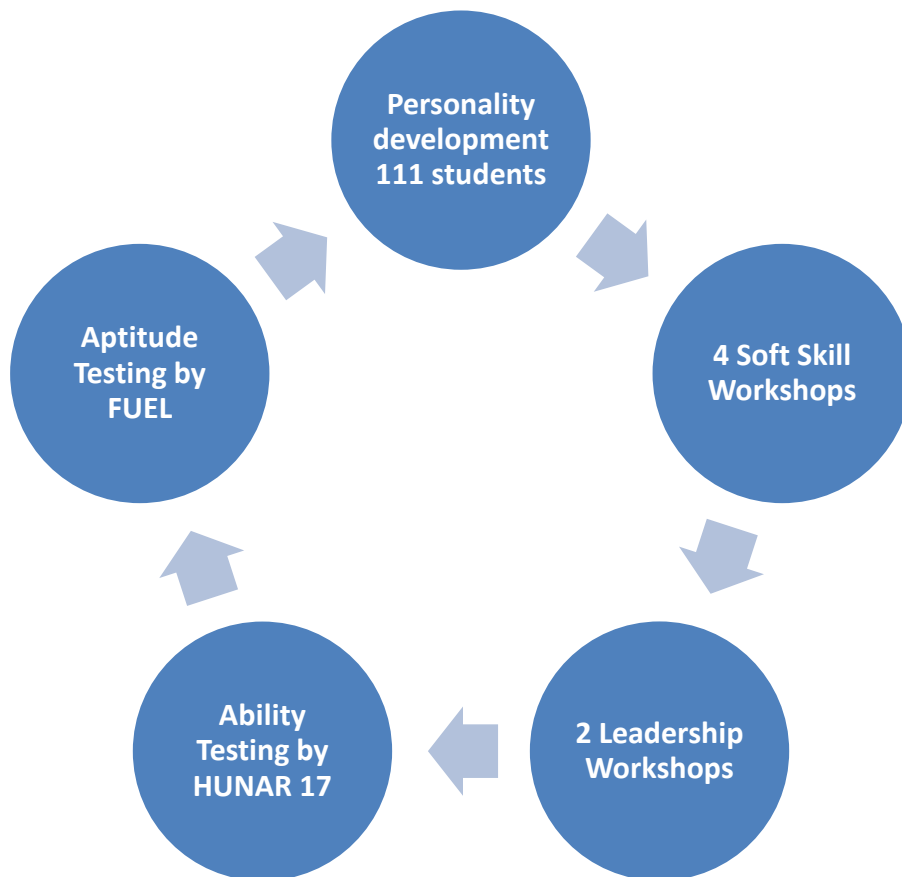 Personality
development
111 students
4 Soft Skill
Workshops
2 Leadership
Workshops
Ability
Testing by
HUNAR 17
Aptitude
Testing by
FUEL